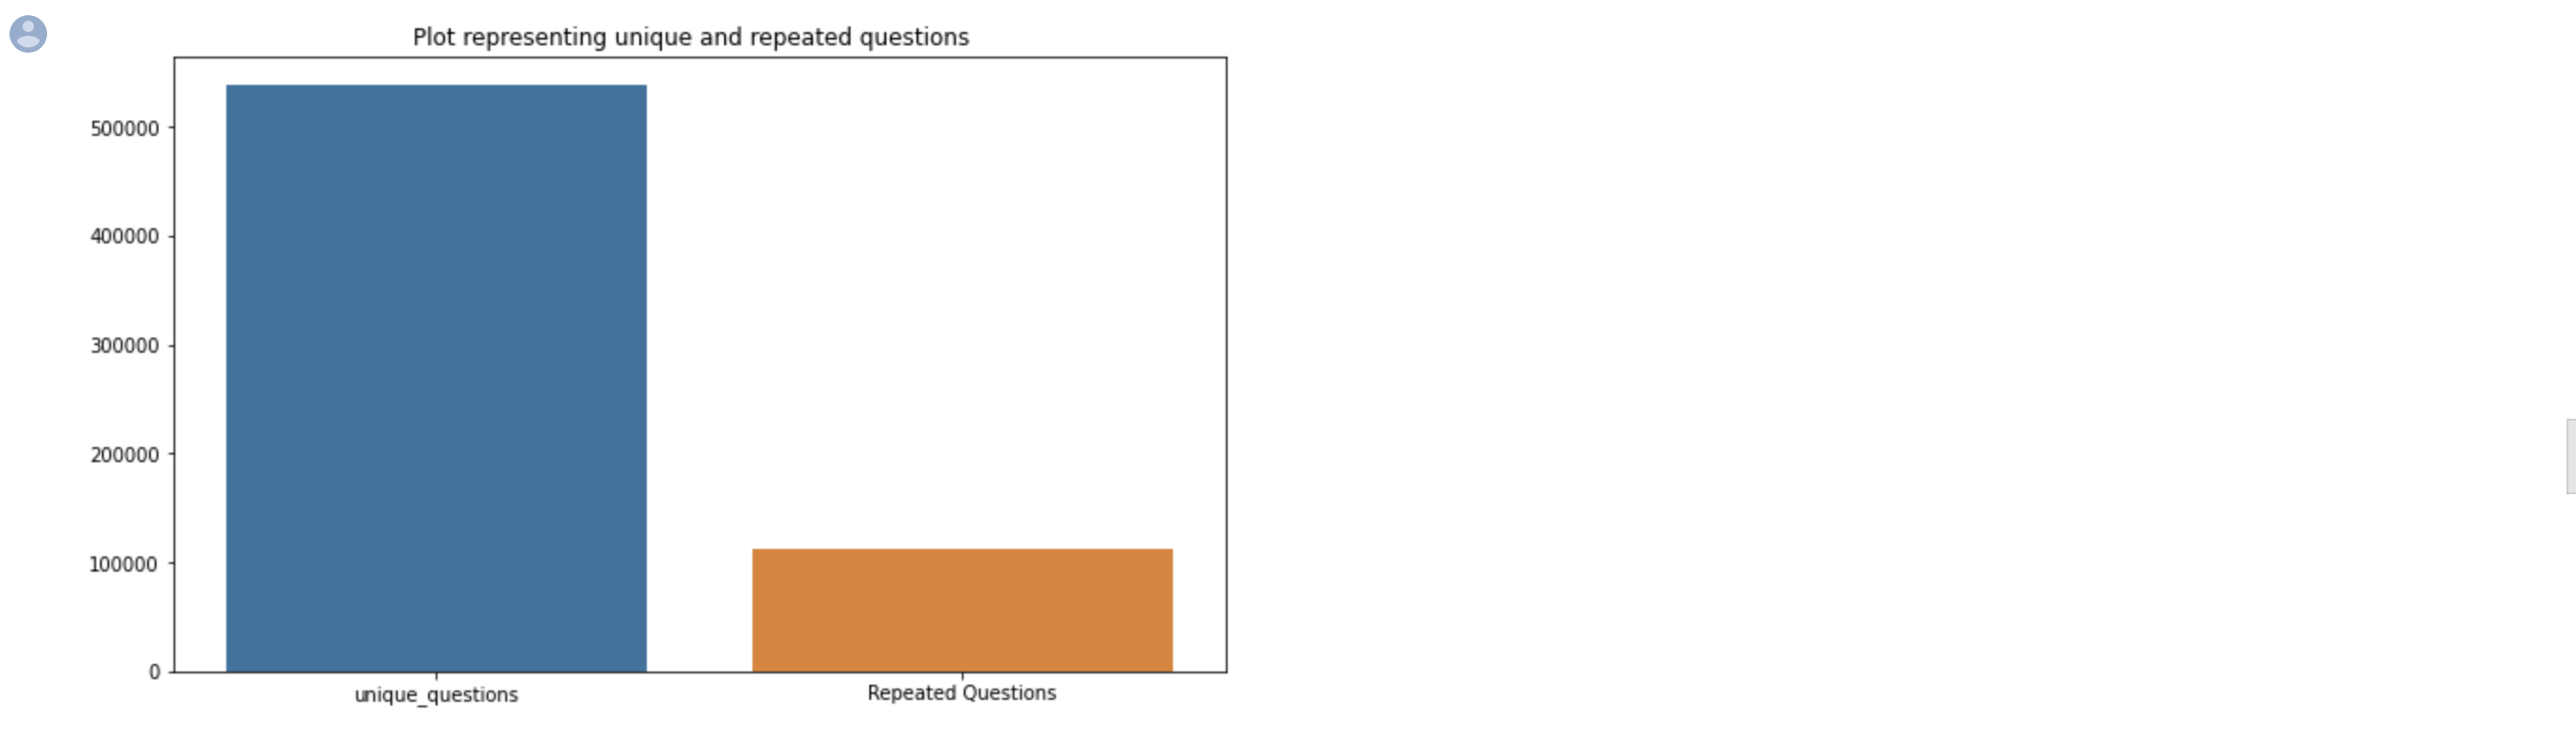 Plot representing unique and repeated questions
500000
400000
300000
200000
100000
0
unique_questions
Repeated Questions